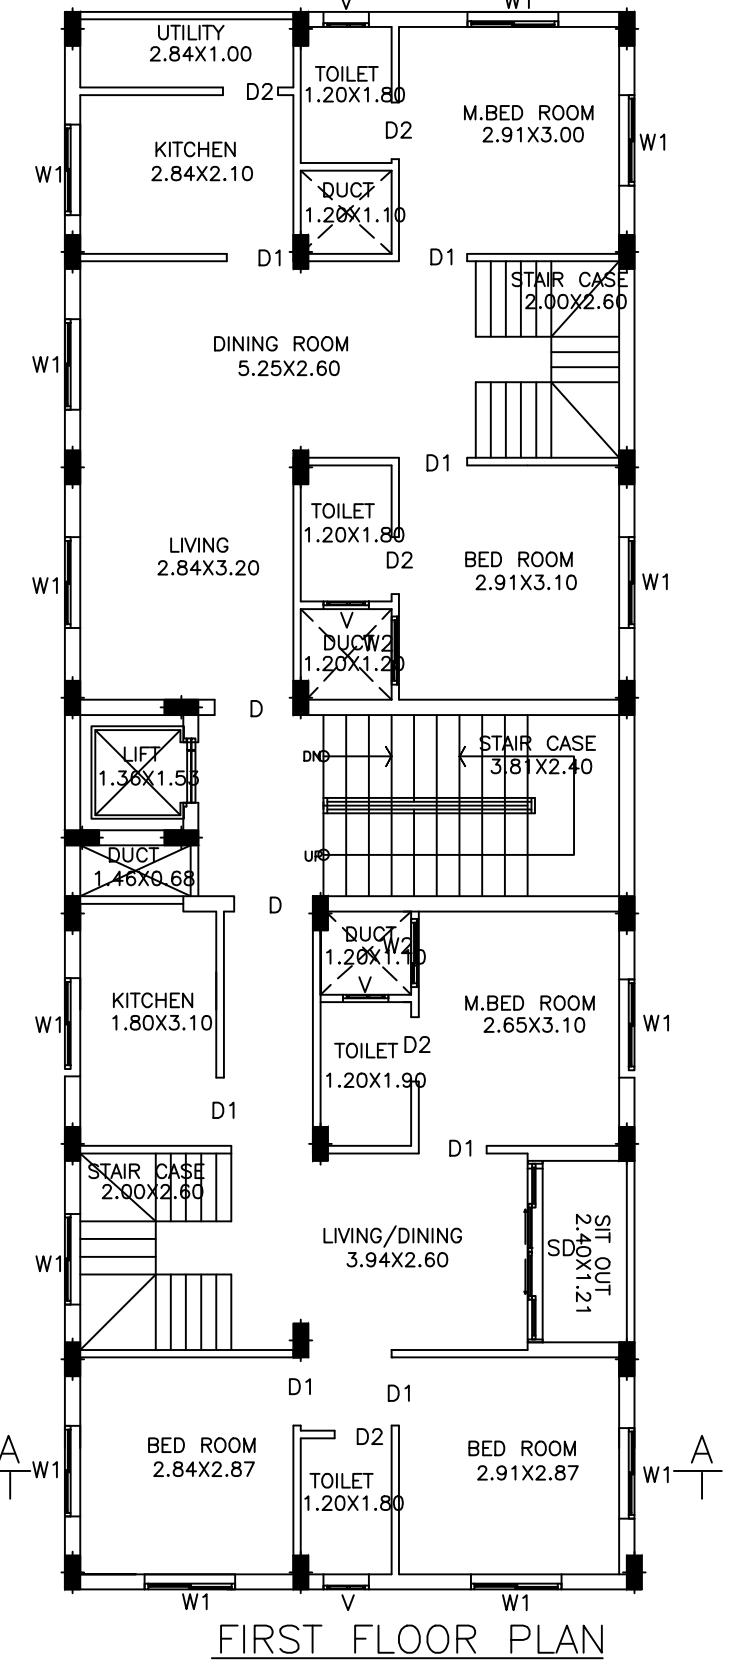 V
W1
UTILITY
2.84X1.00
TOILET
1.20X1.80
D2
M.BED ROOM
2.91X3.00
D2
W1
KITCHEN
2.84X2.10
W1
DUCT
1.20X1.10
D1
D1
STAIR CASE
2.00X2.60
DINING ROOM
5.25X2.60
W1
D1
TOILET
1.20X1.80
LIVING
2.84X3.20
D2
BED ROOM
2.91X3.10
W1
W1
V
DUCT
W2
1.20X1.20
D
LIFT
1.36X1.53
DN
STAIR CASE
3.81X2.40
UP
DUCT
1.46X0.68
D
DUCT
W2
1.20X1.10
V
KITCHEN
1.80X3.10
W1
M.BED ROOM
2.65X3.10
W1
TOILET
D2
1.20X1.90
D1
D1
STAIR CASE
2.00X2.60
W1
LIVING/DINING
3.94X2.60
SD
SIT OUT
2.40X1.21
D1
D1
D2
A
W1
BED ROOM
2.84X2.87
TOILET
1.20X1.80
BED ROOM
2.91X2.87
W1
A
W1
V
W1
FIRST FLOOR PLAN